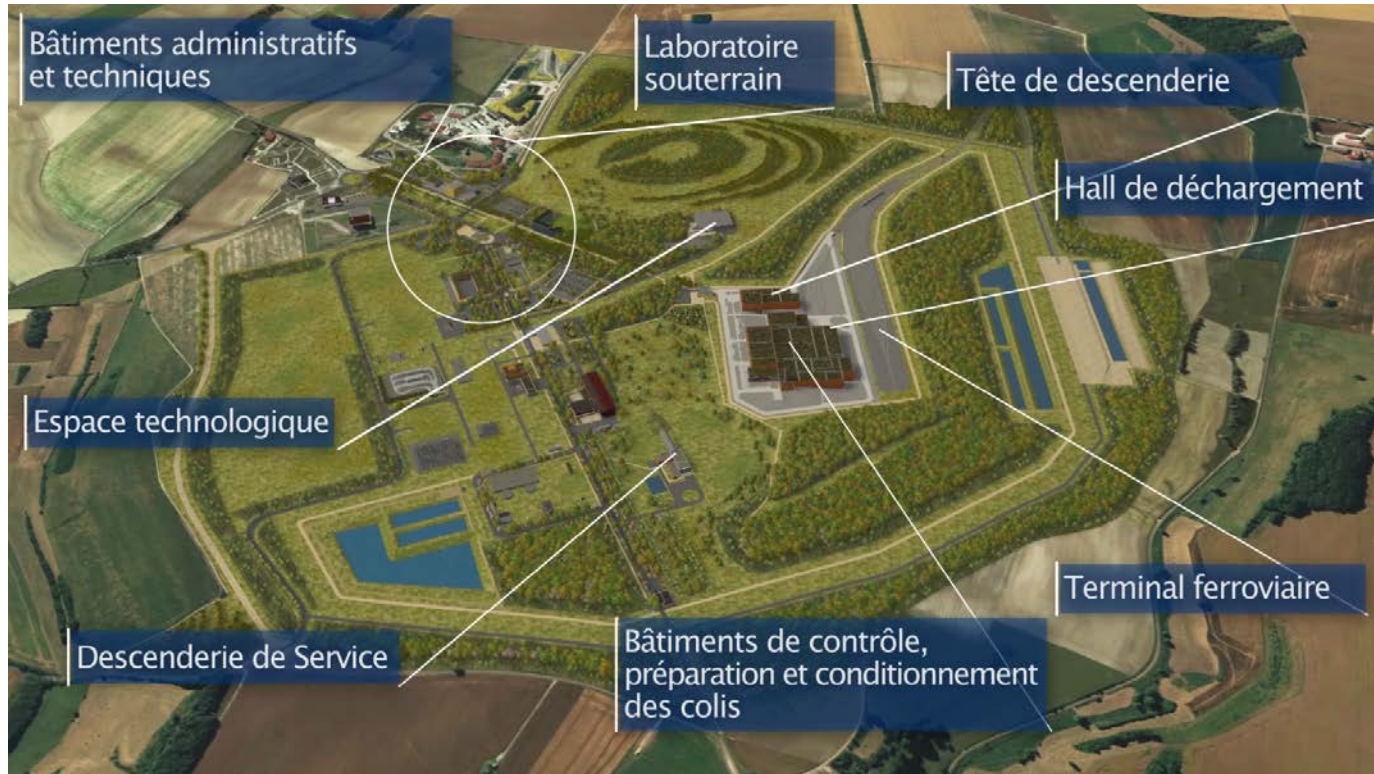 Bâtiments administratifs
et techniques
Laboratoire
souterrain
Tête de descenderie
Hall de déchargement
Espace technologique
Terminal ferroviaire
Descenderie de Service
Bâtiments de contrôle,
préparation et conditionnement
des colis